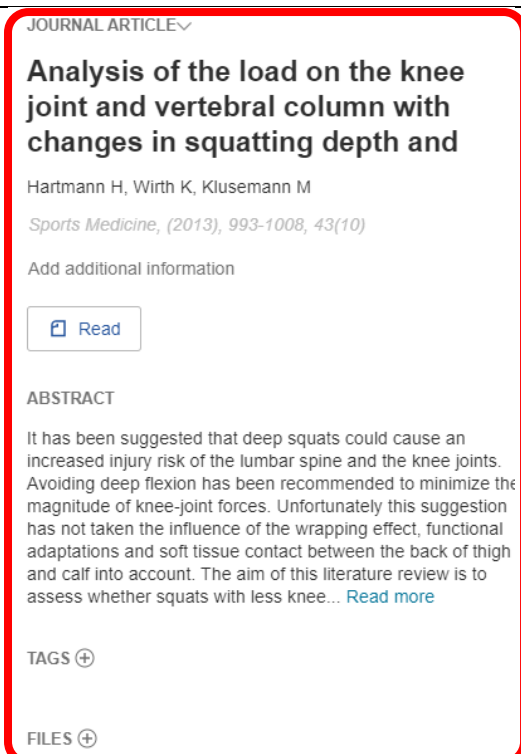 JOURNAL ARTICLE
Analysis of the load on the knee
joint and vertebral column with
changes in squatting depth and
Hartmann H, Wirth K, Klusemann M
Sports Medicine, (2013), 993-1008, 43(10)
Add additional information
Read
ABSTRACT
It has been suggested that deep squats could cause an
increased injury risk of the lumbar spine and the knee joints.
Avoiding deep flexion has been recommended to minimize the
magnitude of knee-joint forces. Unfortunately this suggestion
has not taken the influence of the wrapping effect, functional
adaptations and soft tissue contact between the back of thigh
and calf into account. The aim of this literature review is to
assess whether squats with less knee... Read more
TAGS
FILES